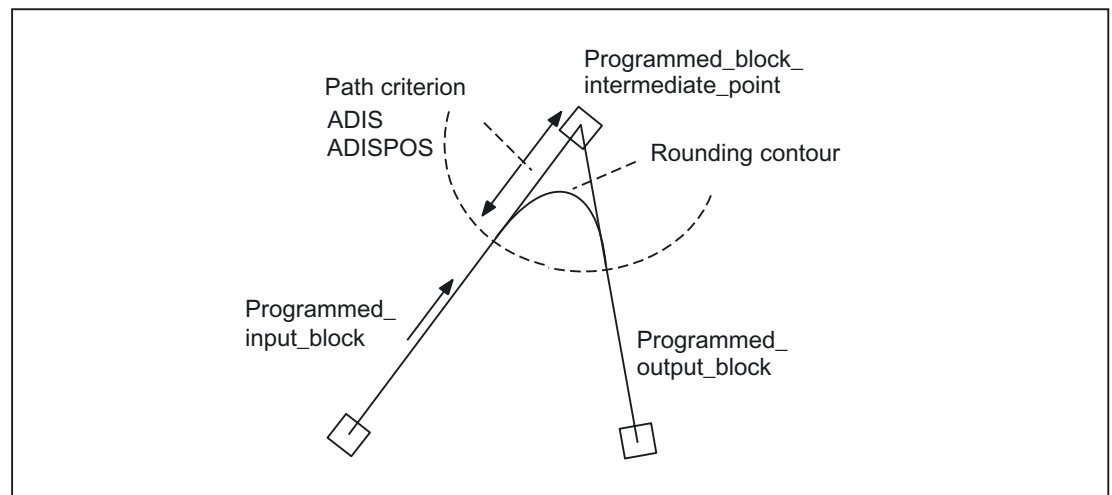 Programmed_block_
intermediate_point
Path criterion
ADIS
ADISPOS
Rounding contour
Programmed_
input_block
Programmed_
output_block